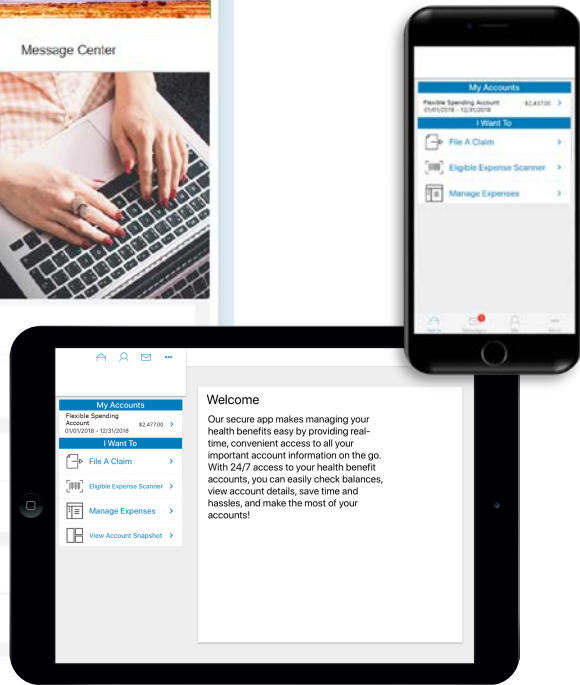 Message Center
My Accounts
Flexible Spending Account
01/01/2018 - 12/31/2018
$2,437.00
I Want To
File A Claim
Eligible Expense Scanner
Manage Expenses
Messages
My Accounts
Flexible Spending
Account
01/01/2018 - 12/31/2018
$2,477.00
I Want To
File A Claim
Eligible Expense Scanner
Manage Expenses
View Account Snapshot
Welcome
Our secure app makes managing your
health benefits easy by providing real-
time, convenient access to all your
important account information on the go.
With 24/7 access to your health benefit
accounts, you can easily check balances,
view account details, save time and
hassles, and make the most of your
accounts!